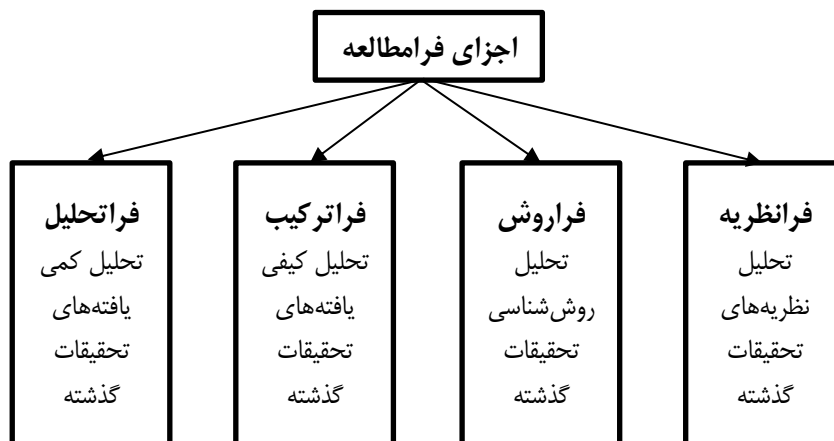 اجزای فرامطالعه
فرانظریه
تحلیل
نظریه‌های
تحقیقات
گذشته
فراروش
تحلیل
روش‌شناسی
تحقیقات
گذشته
فراترکیب
تحلیل کیفی
یافته‌های
تحقیقات
گذشته
فراتحلیل
تحلیل کمی
یافته‌های
تحقیقات
گذشته